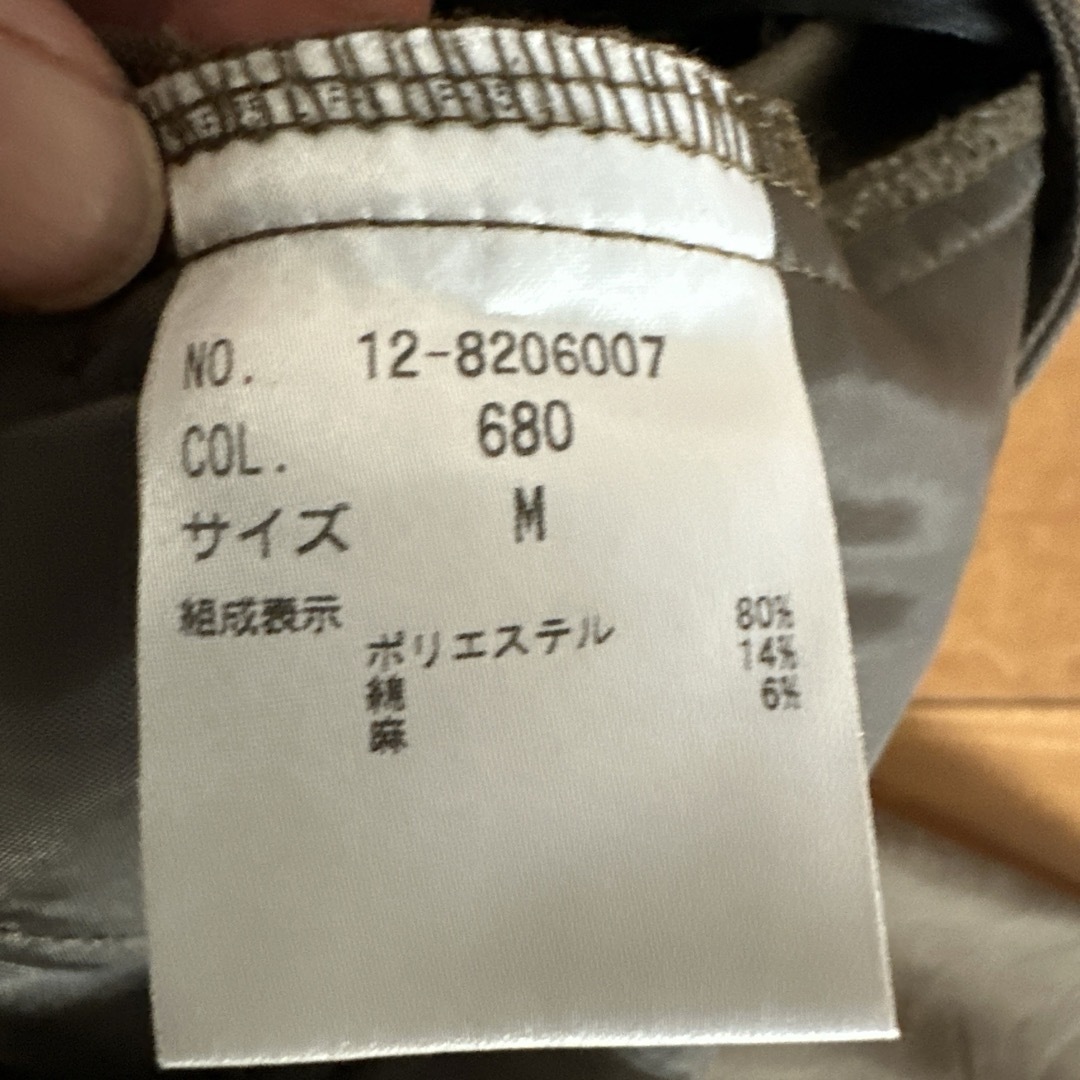 NO. 12-8206007
COL. 680
サイズ M
組成表示
ポリエステル 80%
綿 14%
麻 6%